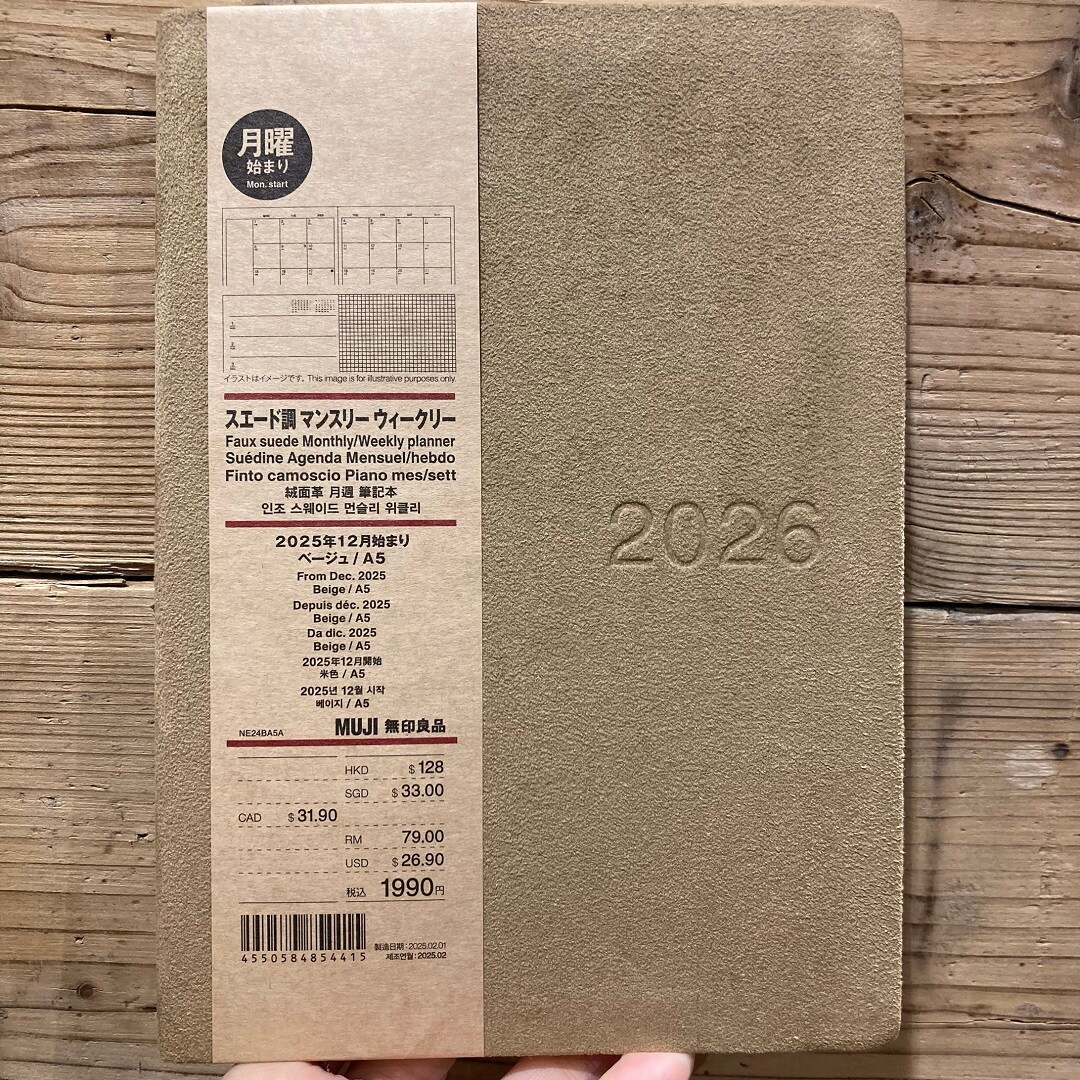 月曜
始まり
Mon. start
イラストはイメージです。 This image is for illustrative purposes only.
スエード調 マンスリー ウィークリー
Faux suede Monthly/Weekly planner
Suédine Agenda Mensuel/hebdo
Finto camoscio Piano mes/sett
絨面革 月週 筆記本
인조 스웨이드 먼슬리 위클리
2025年12月始まり
ベージュ / A5
From Dec. 2025
Beige / A5
Depuis déc. 2025
Beige / A5
Da dic. 2025
Beige / A5
2025年12月開始
米色 / A5
2025년 12월 시작
베이지 / A5
NE24BA5A MUJI 無印良品
HKD $ 128
SGD $ 33.00
CAD $ 31.90
RM 79.00
USD $ 26.90
税込 1990円
4550584854415
製造日期 : 2025.02.01
제조연월 : 2025.02
2026